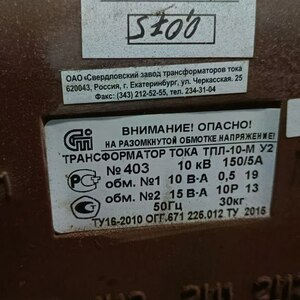 ОАО «Свердловский завод трансформаторов тока
620043, Россия, г. Екатеринбург, ул. Черкасская, 25
Факс: (343) 212-52-55, тел. 234-31-04
ВНИМАНИЕ! ОПАСНО!
НА РАЗОМКНУТОЙ ОБМОТКЕ НАПРЯЖЕНИЕ!
ТРАНСФОРМАТОР ТОКА ТПЛ-10-М У2
№ 403 10 кВ 150/5А
обм. №1 10 В·А 0,5 19
обм. №2 15 В·А 10Р 13
50Гц 30кг
ТУ16-2010 ОГГ.671 225.012 ТУ 2015